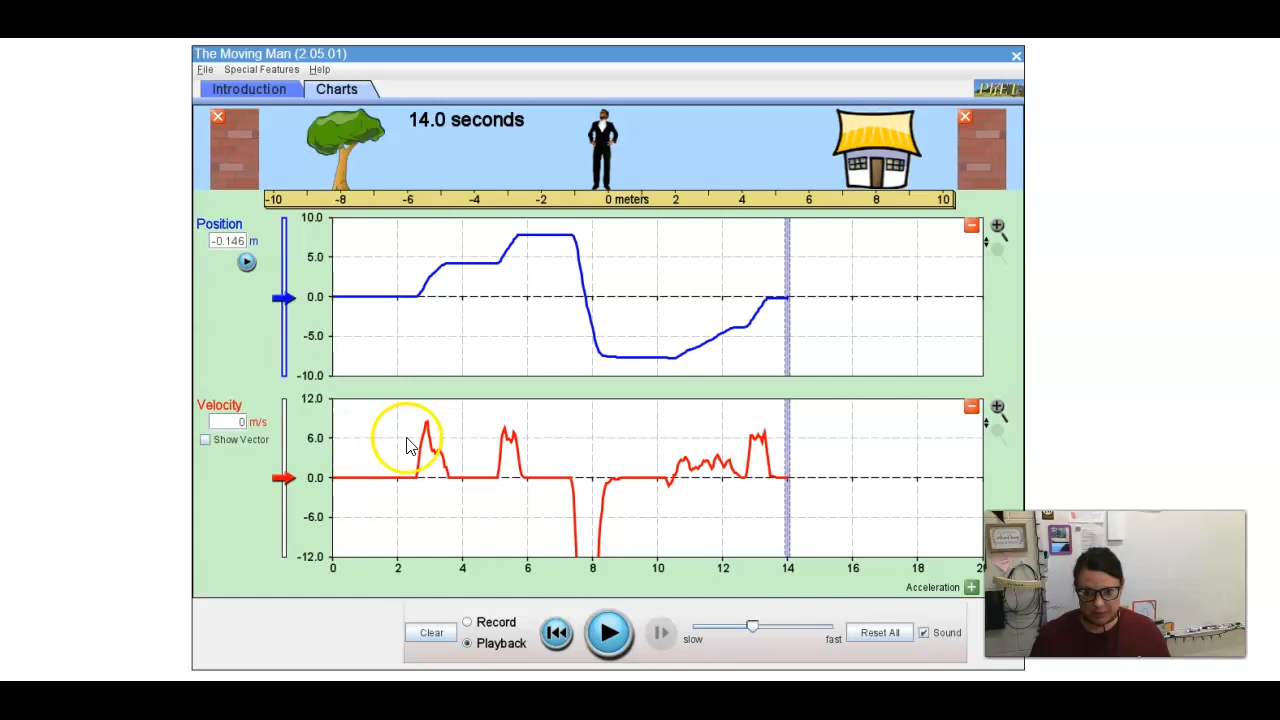 The Moving Man (2.05.01)
File Special Features Help
Introduction Charts
PhET
14.0 seconds
-10 -8 -6 -4 -2 0 meters 2 4 6 8 10
Position
-0.146 m
10.0
5.0
0.0
-5.0
-10.0
Velocity
0 m/s
Show Vector
12.0
6.0
0.0
-6.0
-12.0
0 2 4 6 8 10 12 14 16 18
Acceleration
Clear
Record
Playback
slow
fast
Reset All
Sound